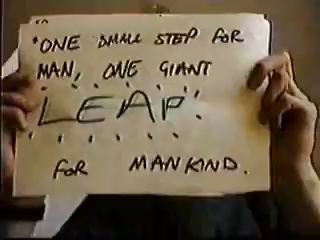 "ONE SMALL STEP FOR
MAN, ONE GIANT
LEAP.
FOR MANKIND.